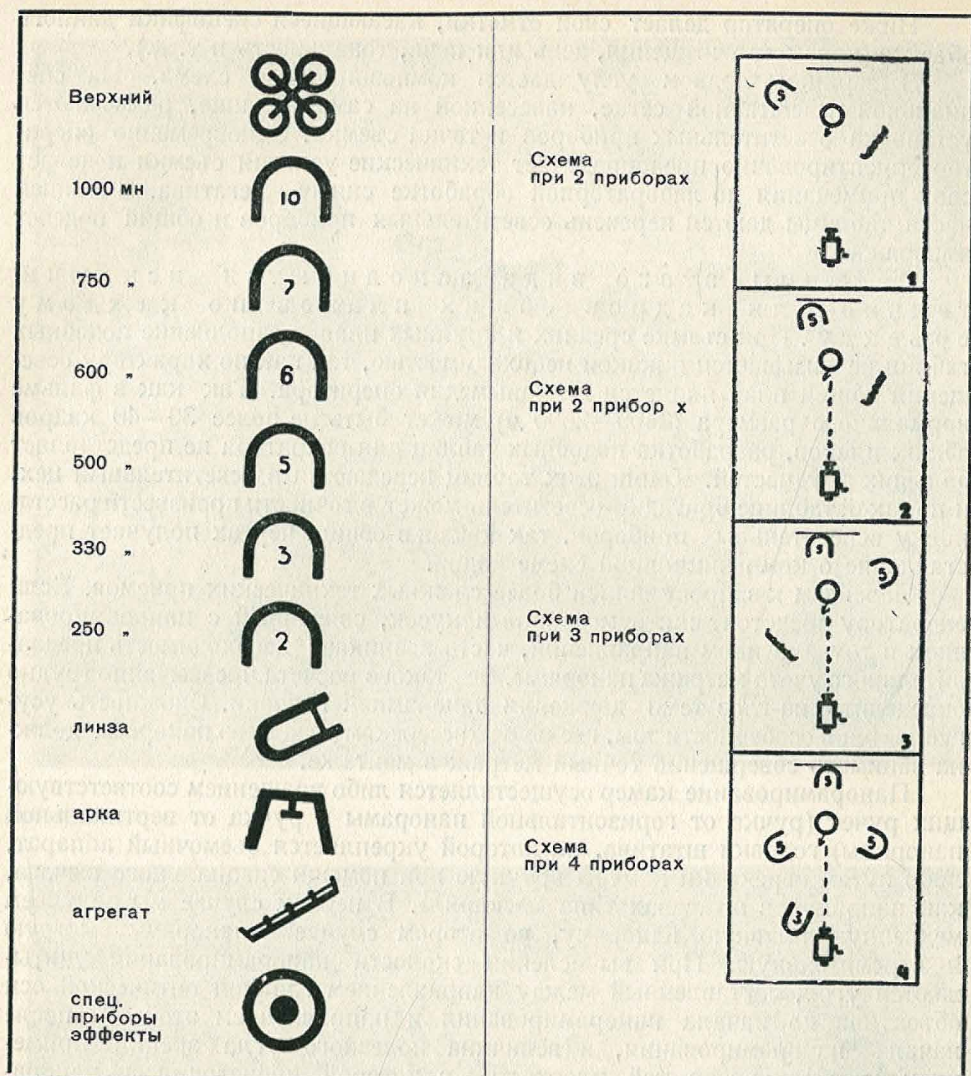 Верхний
1000 мн
10
750 „
7
600 „
6
500 „
5
330 „
3
250 „
2
линза
арка
агрегат
спец.
приборы
эффекты
Схема
при 2 приборах
5
1
Схема
при 2 прибор х
5
2
Схема
при 3 приборах
5
5
3
Схема
при 4 приборах
5
5
5
3
4